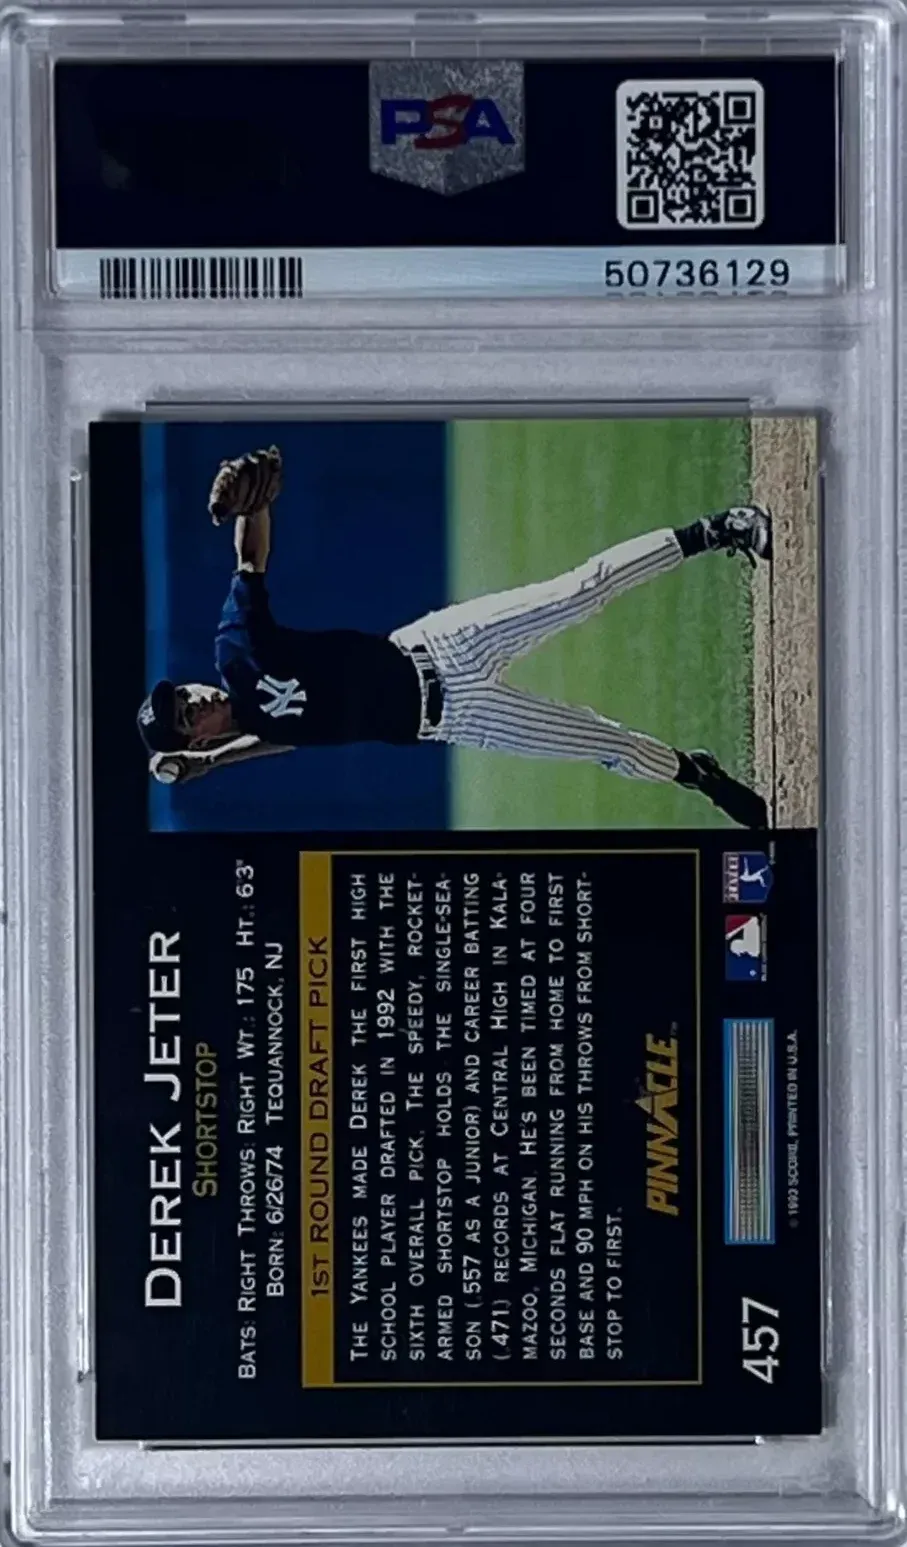 PSA
50736129
DEREK JETER
SHORTSTOP
BATS: RIGHT THROWS: RIGHT WT.: 175 HT.: 6'3"
BORN: 6/26/74 TEQUANNOCK, NJ
1ST ROUND DRAFT PICK
THE YANKEES MADE DEREK THE FIRST HIGH
SCHOOL PLAYER DRAFTED IN 1992 WITH THE
SIXTH OVERALL PICK. THE SPEEDY, ROCKET-
ARMED SHORTSTOP HOLDS THE SINGLE-SEA-
SON (.557 AS A JUNIOR) AND CAREER BATTING
(.471) RECORDS AT CENTRAL HIGH IN KALA-
MAZOO, MICHIGAN. HE'S BEEN TIMED AT FOUR
SECONDS FLAT RUNNING FROM HOME TO FIRST
BASE AND 90 MPH ON HIS THROWS FROM SHORT-
STOP TO FIRST.
PINNACLE
457
© 1993 SCORE, PRINTED IN U.S.A.
NY